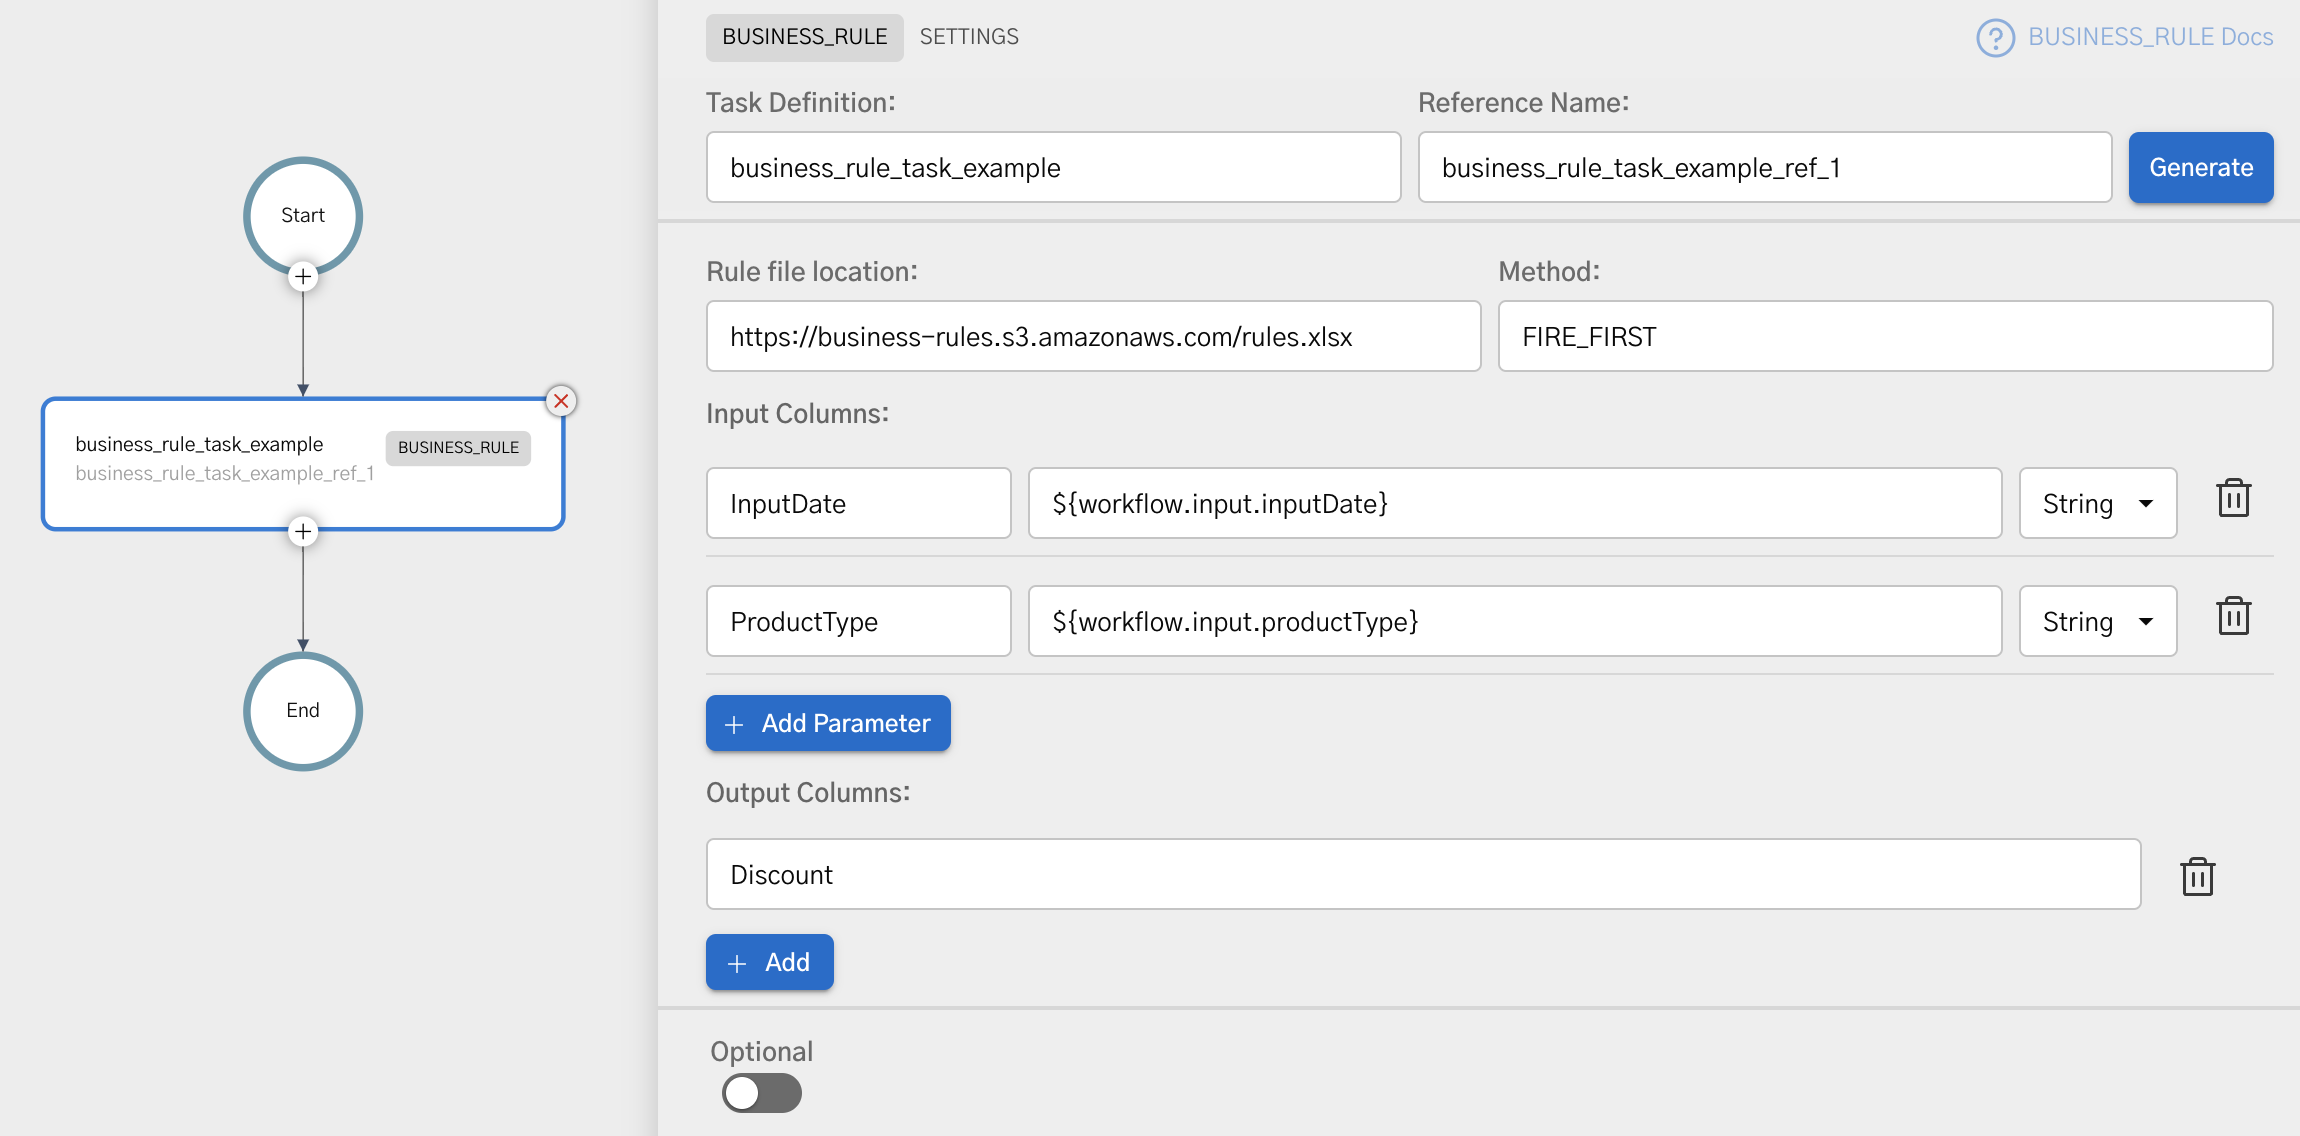 Start
business_rule_task_example
BUSINESS_RULE
business_rule_task_example_ref_1
End
BUSINESS_RULE
SETTINGS
BUSINESS_RULE Docs
Task Definition:
Reference Name:
business_rule_task_example
business_rule_task_example_ref_1
Generate
Rule file location:
Method:
https://business-rules.s3.amazonaws.com/rules.xlsx
FIRE_FIRST
Input Columns:
InputDate
${workflow.input.inputDate}
String
ProductType
${workflow.input.productType}
String
+ Add Parameter
Output Columns:
Discount
+ Add
Optional